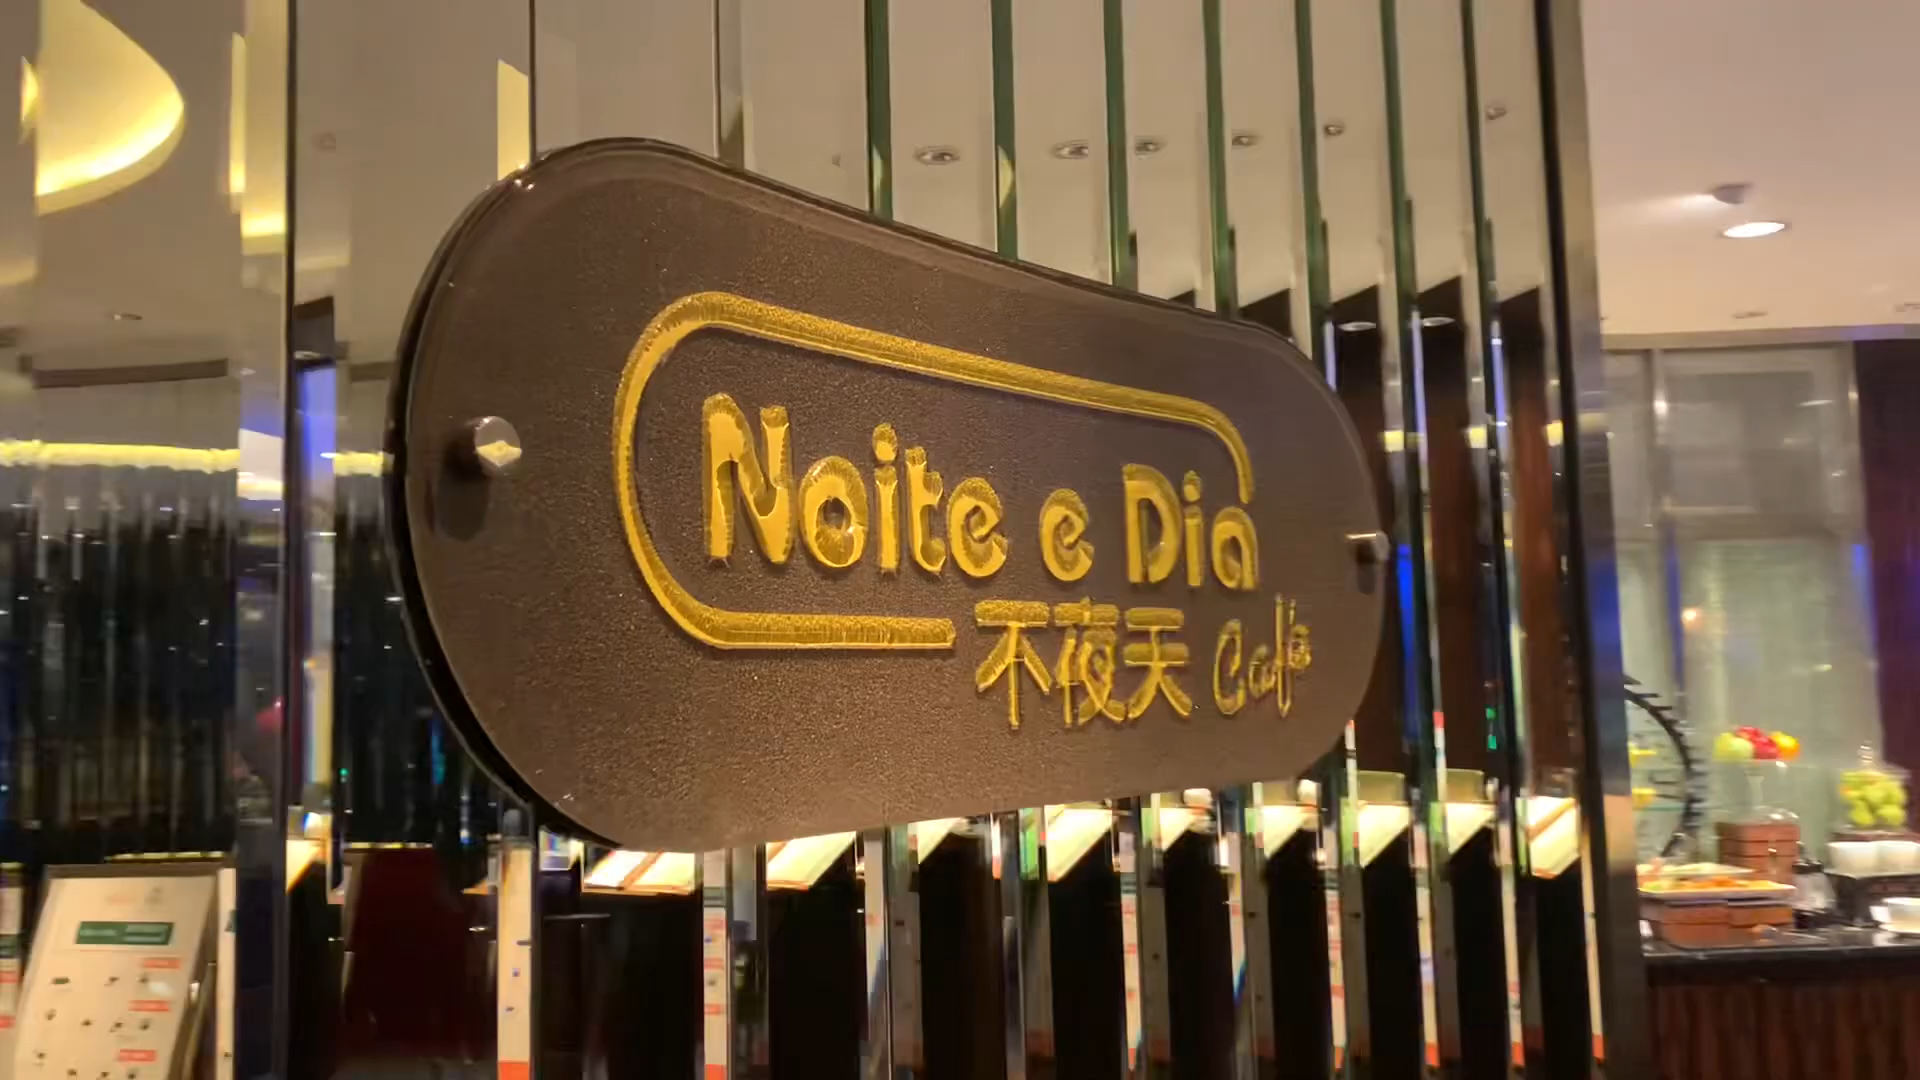 Noite e Dia
不夜天 Café